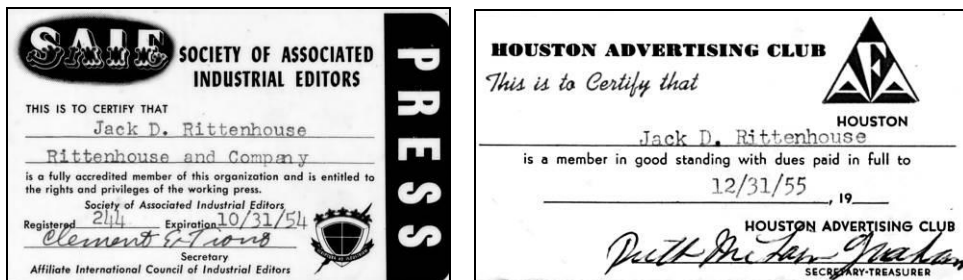 SAIE
SOCIETY OF ASSOCIATED
INDUSTRIAL EDITORS
PRESS
THIS IS TO CERTIFY THAT
Jack D. Rittenhouse
Rittenhouse and Company
is a fully accredited member of this organization and is entitled to
the rights and privileges of the working press.
Society of Associated Industrial Editors
Registered 244 Expiration 10/31/54
Clement
Secretary
Affiliate International Council of Industrial Editors
HOUSTON ADVERTISING CLUB
This is to Certify that
AFA
HOUSTON
Jack D. Rittenhouse
is a member in good standing with dues paid in full to
12/31/55, 19
HOUSTON ADVERTISING CLUB
Ruth Graham
SECRETARY-TREASURER